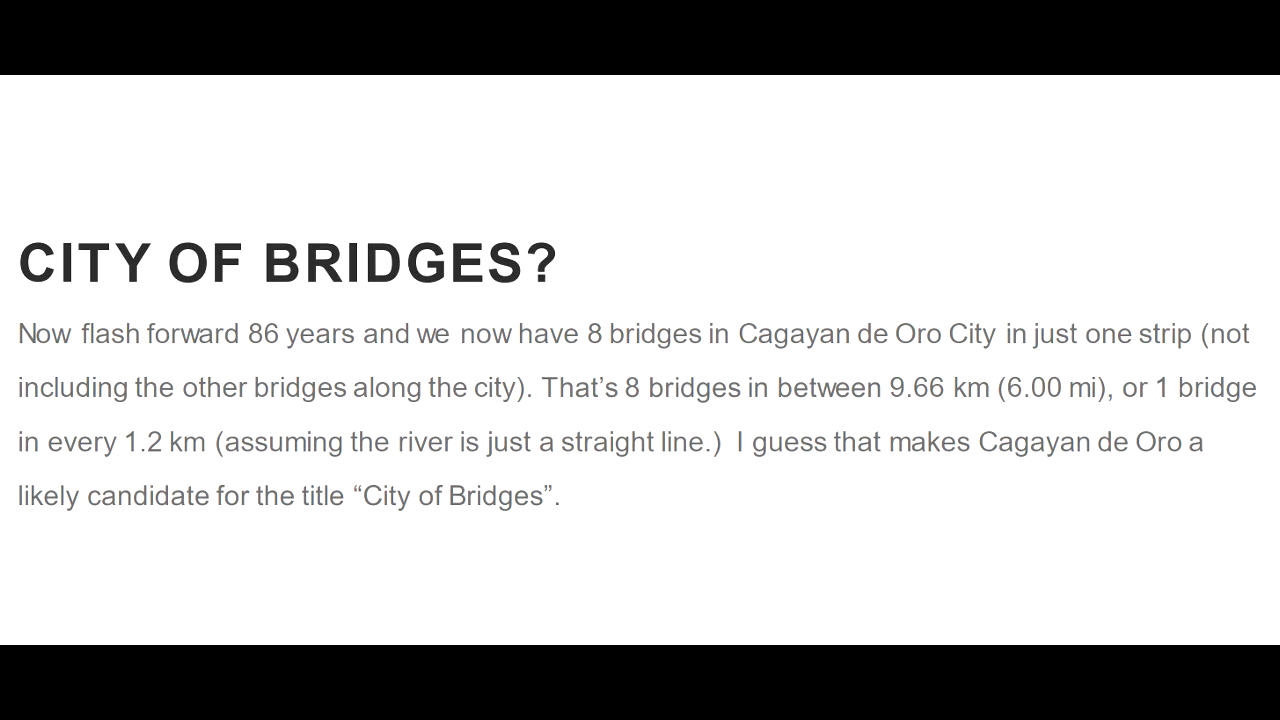 CITY OF BRIDGES?
Now flash forward 86 years and we now have 8 bridges in Cagayan de Oro City in just one strip (not
including the other bridges along the city). That’s 8 bridges in between 9.66 km (6.00 mi), or 1 bridge
in every 1.2 km (assuming the river is just a straight line.) I guess that makes Cagayan de Oro a
likely candidate for the title “City of Bridges”.